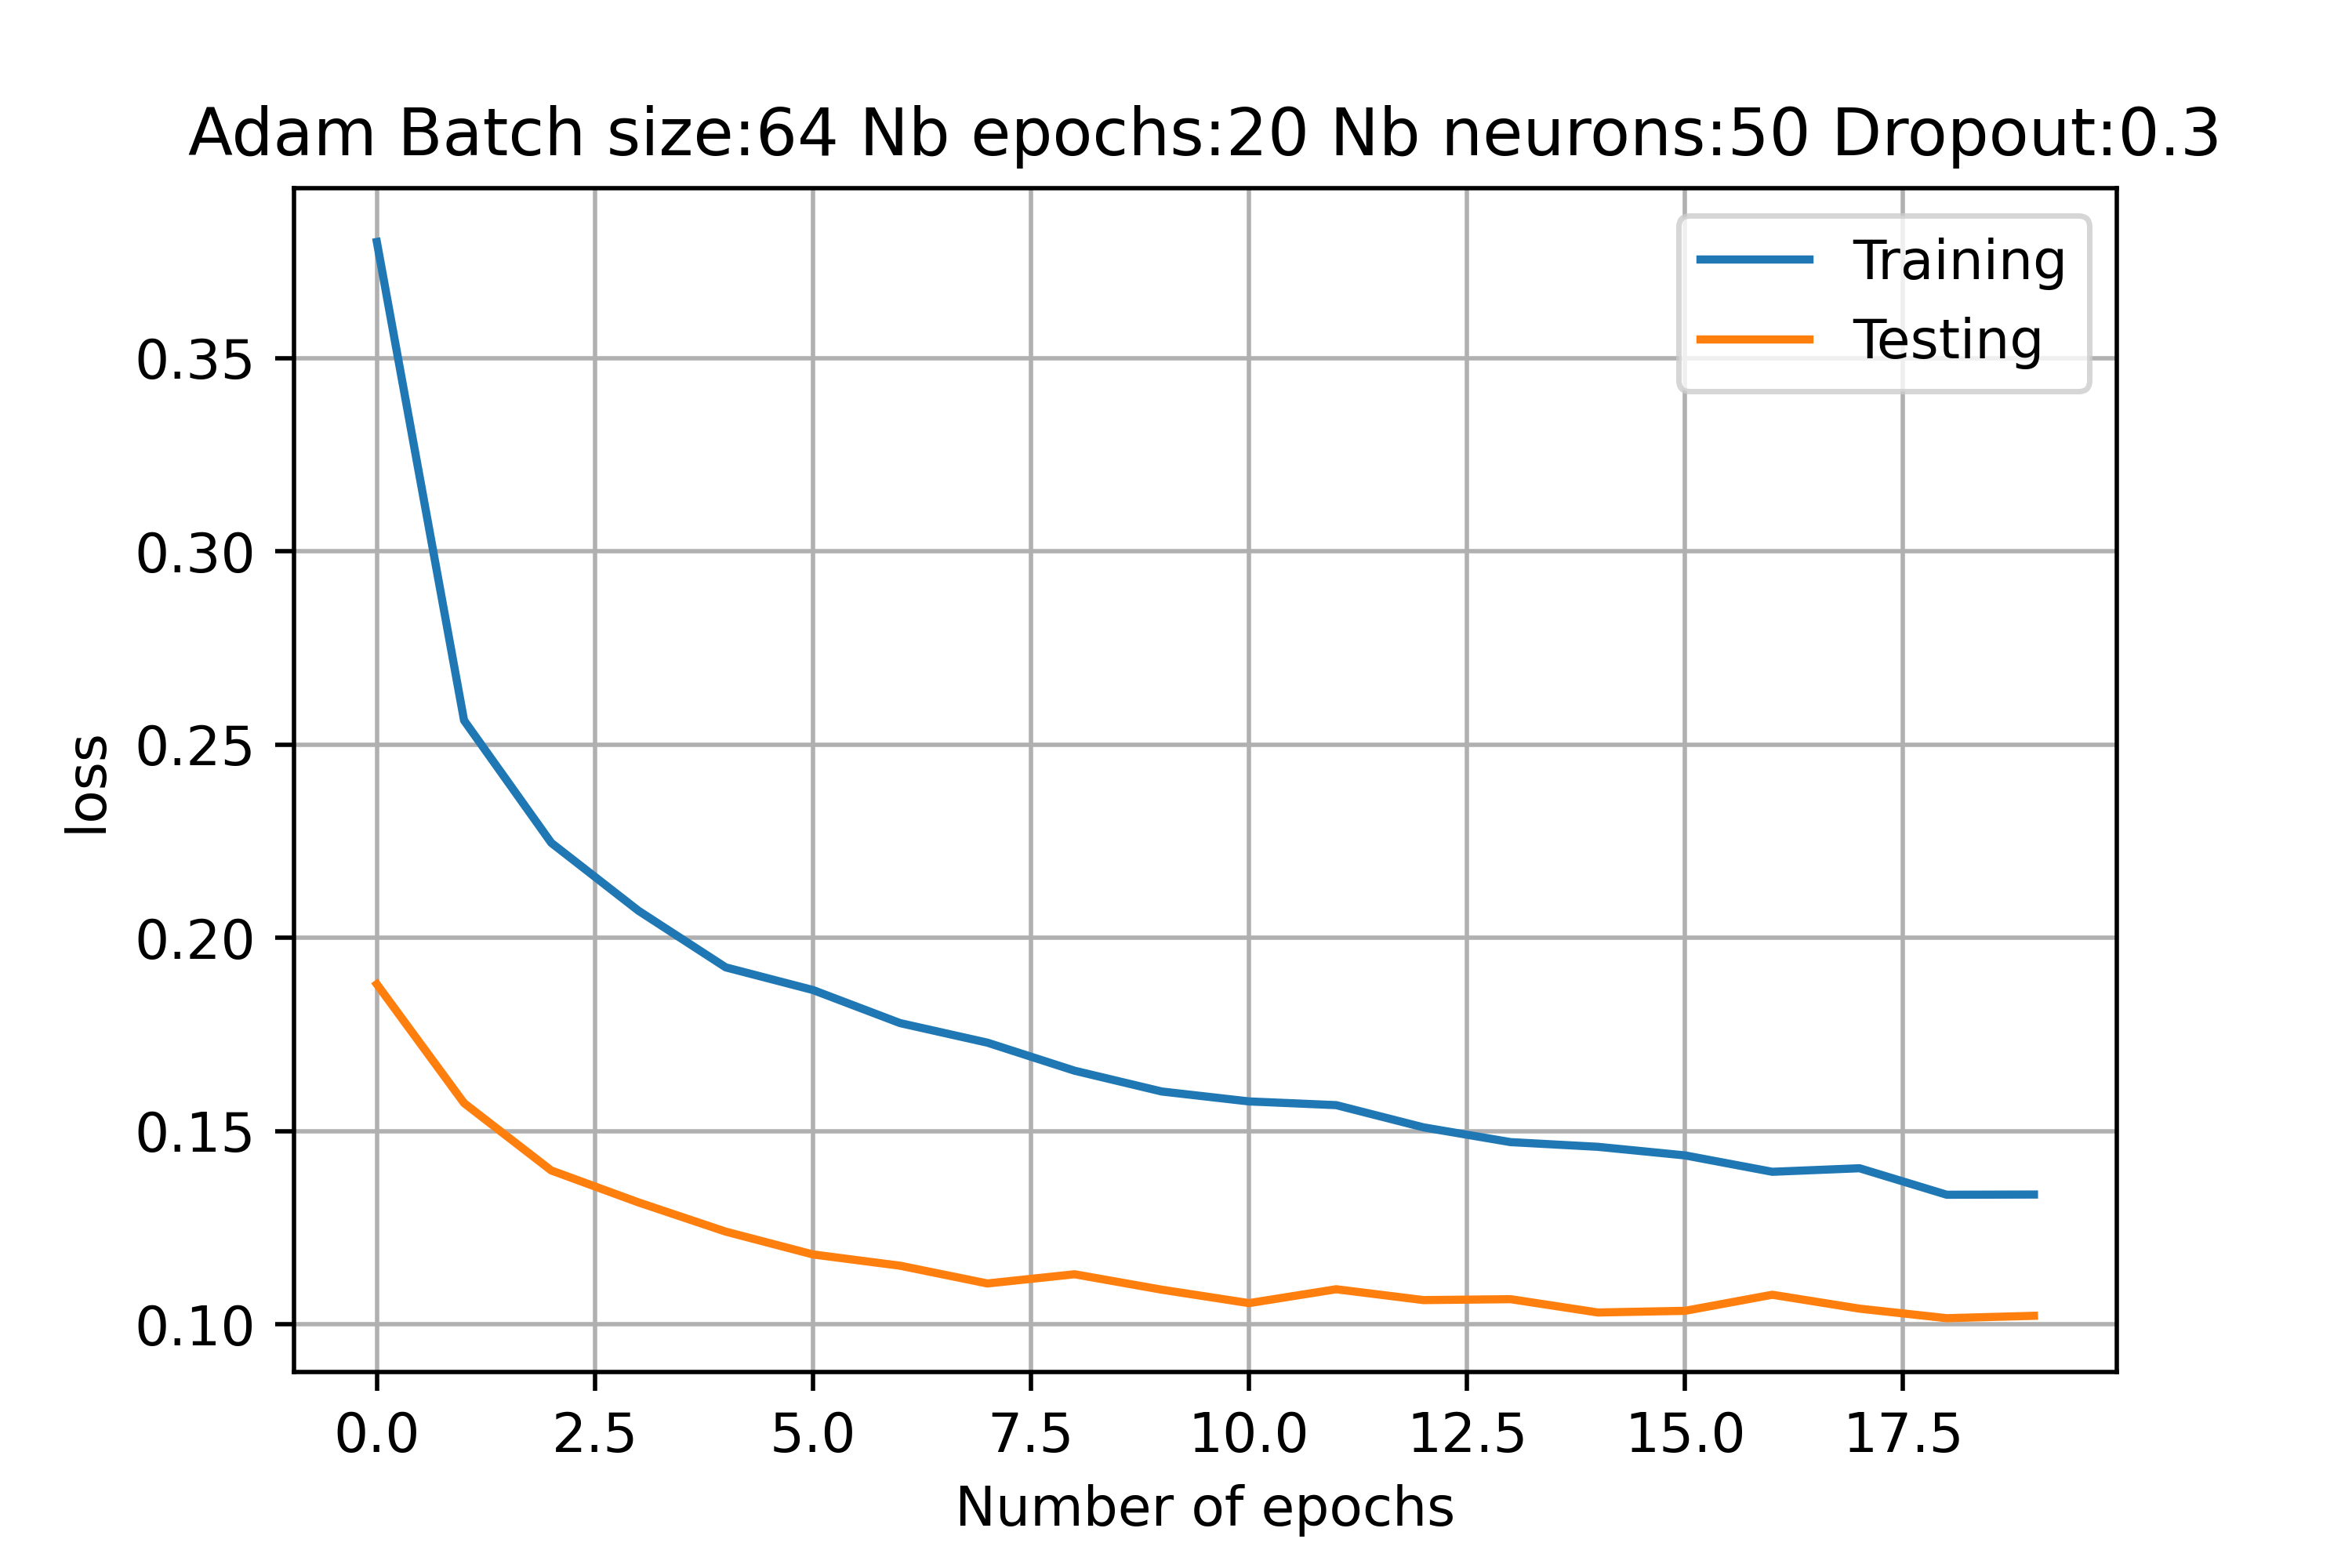 Adam Batch size:64 Nb epochs:20 Nb neurons:50 Dropout:0.3
Training
Testing
0.35
0.30
0.25
0.20
0.15
0.10
loss
0.0 2.5 5.0 7.5 10.0 12.5 15.0 17.5
Number of epochs